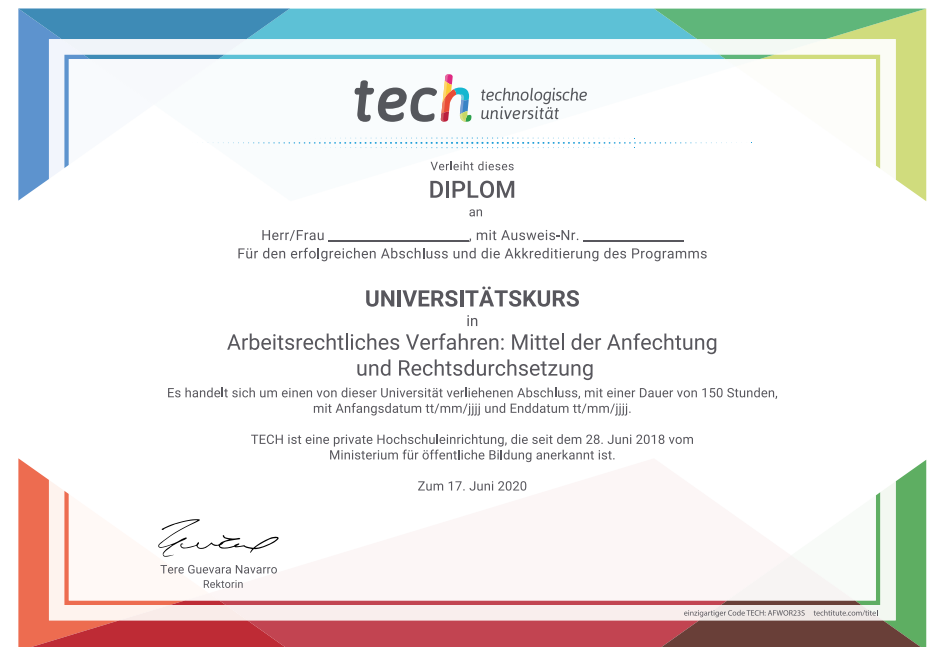 tech technologische
universität
Verleiht dieses
DIPLOM
an
Herr/Frau ____________________, mit Ausweis-Nr. ______________
Für den erfolgreichen Abschluss und die Akkreditierung des Programms
UNIVERSITÄTSKURS
in
Arbeitsrechtliches Verfahren: Mittel der Anfechtung
und Rechtsdurchsetzung
Es handelt sich um einen von dieser Universität verliehenen Abschluss, mit einer Dauer von 150 Stunden,
mit Anfangsdatum tt/mm/jjjj und Enddatum tt/mm/jjjj.
TECH ist eine private Hochschuleinrichtung, die seit dem 28. Juni 2018 vom
Ministerium für öffentliche Bildung anerkannt ist.
Zum 17. Juni 2020
Tere Guevara Navarro
Rektorin
einzigartiger Code TECH: AFWOR23S techtitute.com/titel